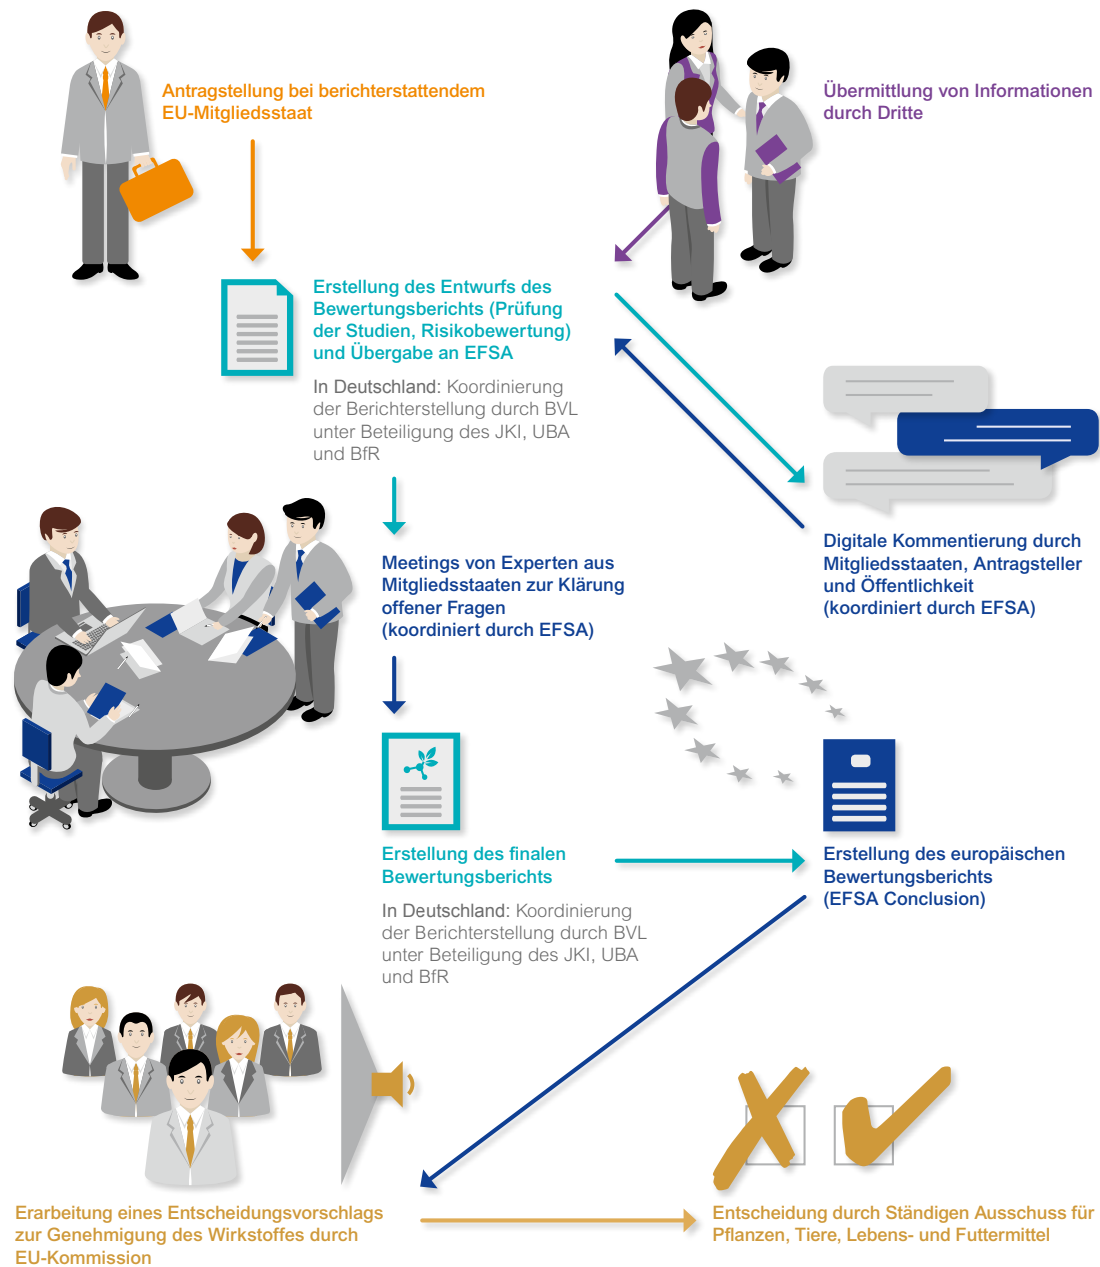 Antragstellung bei berichterstattendem
EU-Mitgliedsstaat
Übermittlung von Informationen
durch Dritte
Erstellung des Entwurfs des
Bewertungsberichts (Prüfung
der Studien, Risikobewertung)
und Übergabe an EFSA
In Deutschland: Koordinierung
der Berichterstellung durch BVL
unter Beteiligung des JKI, UBA
und BfR
Digitale Kommentierung durch
Mitgliedsstaaten, Antragsteller
und Öffentlichkeit
(koordiniert durch EFSA)
Meetings von Experten aus
Mitgliedsstaaten zur Klärung
offener Fragen
(koordiniert durch EFSA)
Erstellung des finalen
Bewertungsberichts
In Deutschland: Koordinierung
der Berichterstellung durch BVL
unter Beteiligung des JKI, UBA
und BfR
Erstellung des europäischen
Bewertungsberichts
(EFSA Conclusion)
Erarbeitung eines Entscheidungsvorschlags
zur Genehmigung des Wirkstoffes durch
EU-Kommission
Entscheidung durch Ständigen Ausschuss für
Pflanzen, Tiere, Lebens- und Futtermittel